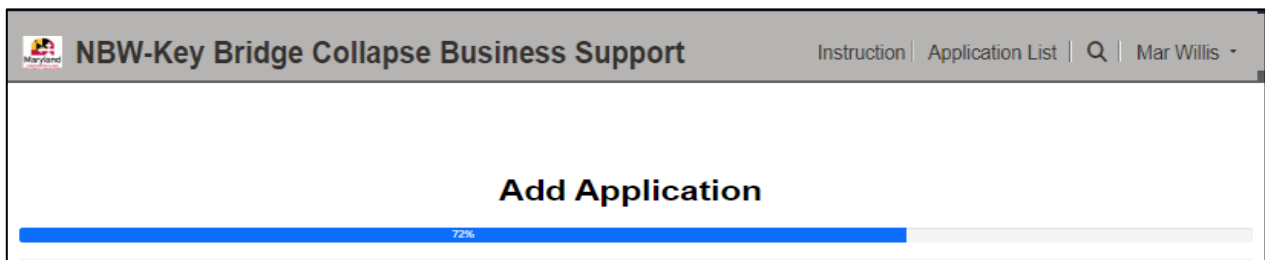 Maryland
NBW-Key Bridge Collapse Business Support
Instruction | Application List | | Mar Willis
Add Application
72%